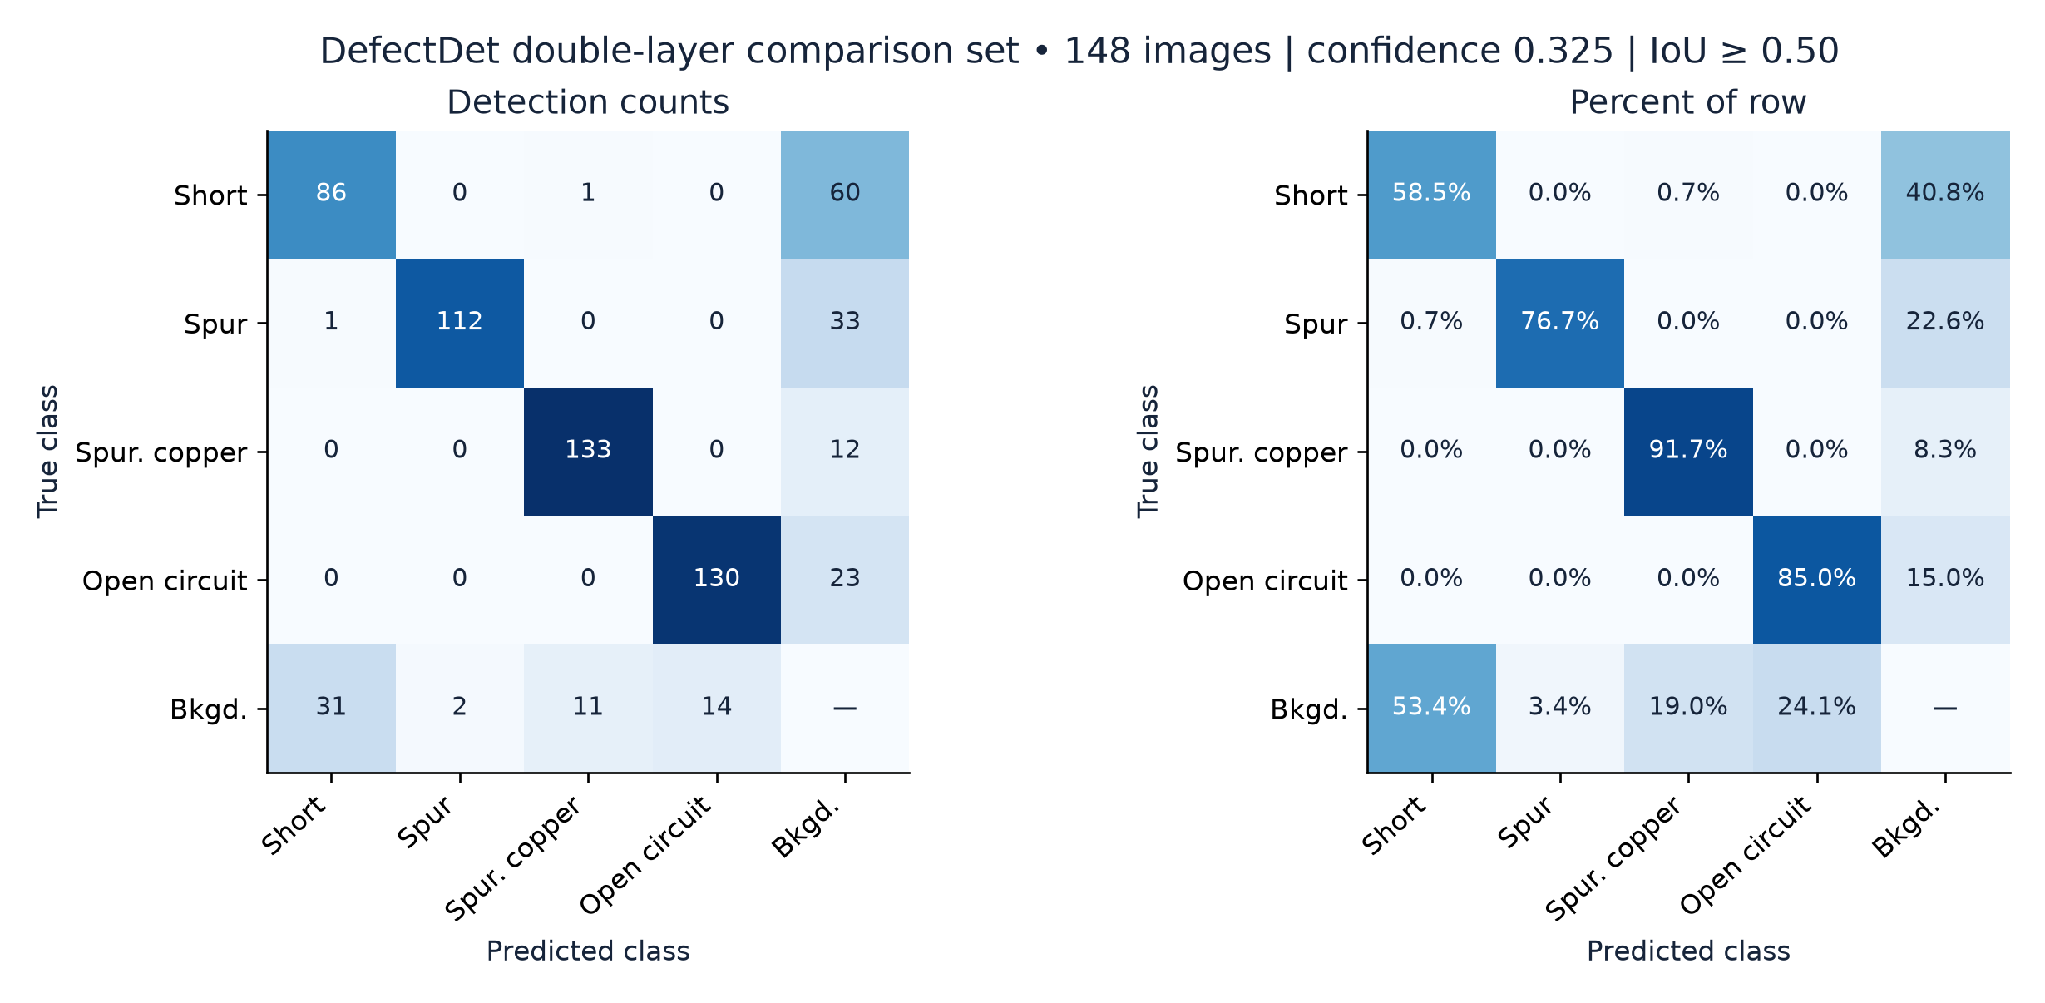 DefectDet double-layer comparison set • 148 images | confidence 0.325 | IoU ≥ 0.50
Detection counts
True class
Short 86 0 1 0 60
Spur 1 112 0 0 33
Spur. copper 0 0 133 0 12
Open circuit 0 0 0 130 23
Bkgd. 31 2 11 14 —
Short Spur Spur. copper Open circuit Bkgd.
Predicted class
Percent of row
True class
Short 58.5% 0.0% 0.7% 0.0% 40.8%
Spur 0.7% 76.7% 0.0% 0.0% 22.6%
Spur. copper 0.0% 0.0% 91.7% 0.0% 8.3%
Open circuit 0.0% 0.0% 0.0% 85.0% 15.0%
Bkgd. 53.4% 3.4% 19.0% 24.1% —
Short Spur Spur. copper Open circuit Bkgd.
Predicted class